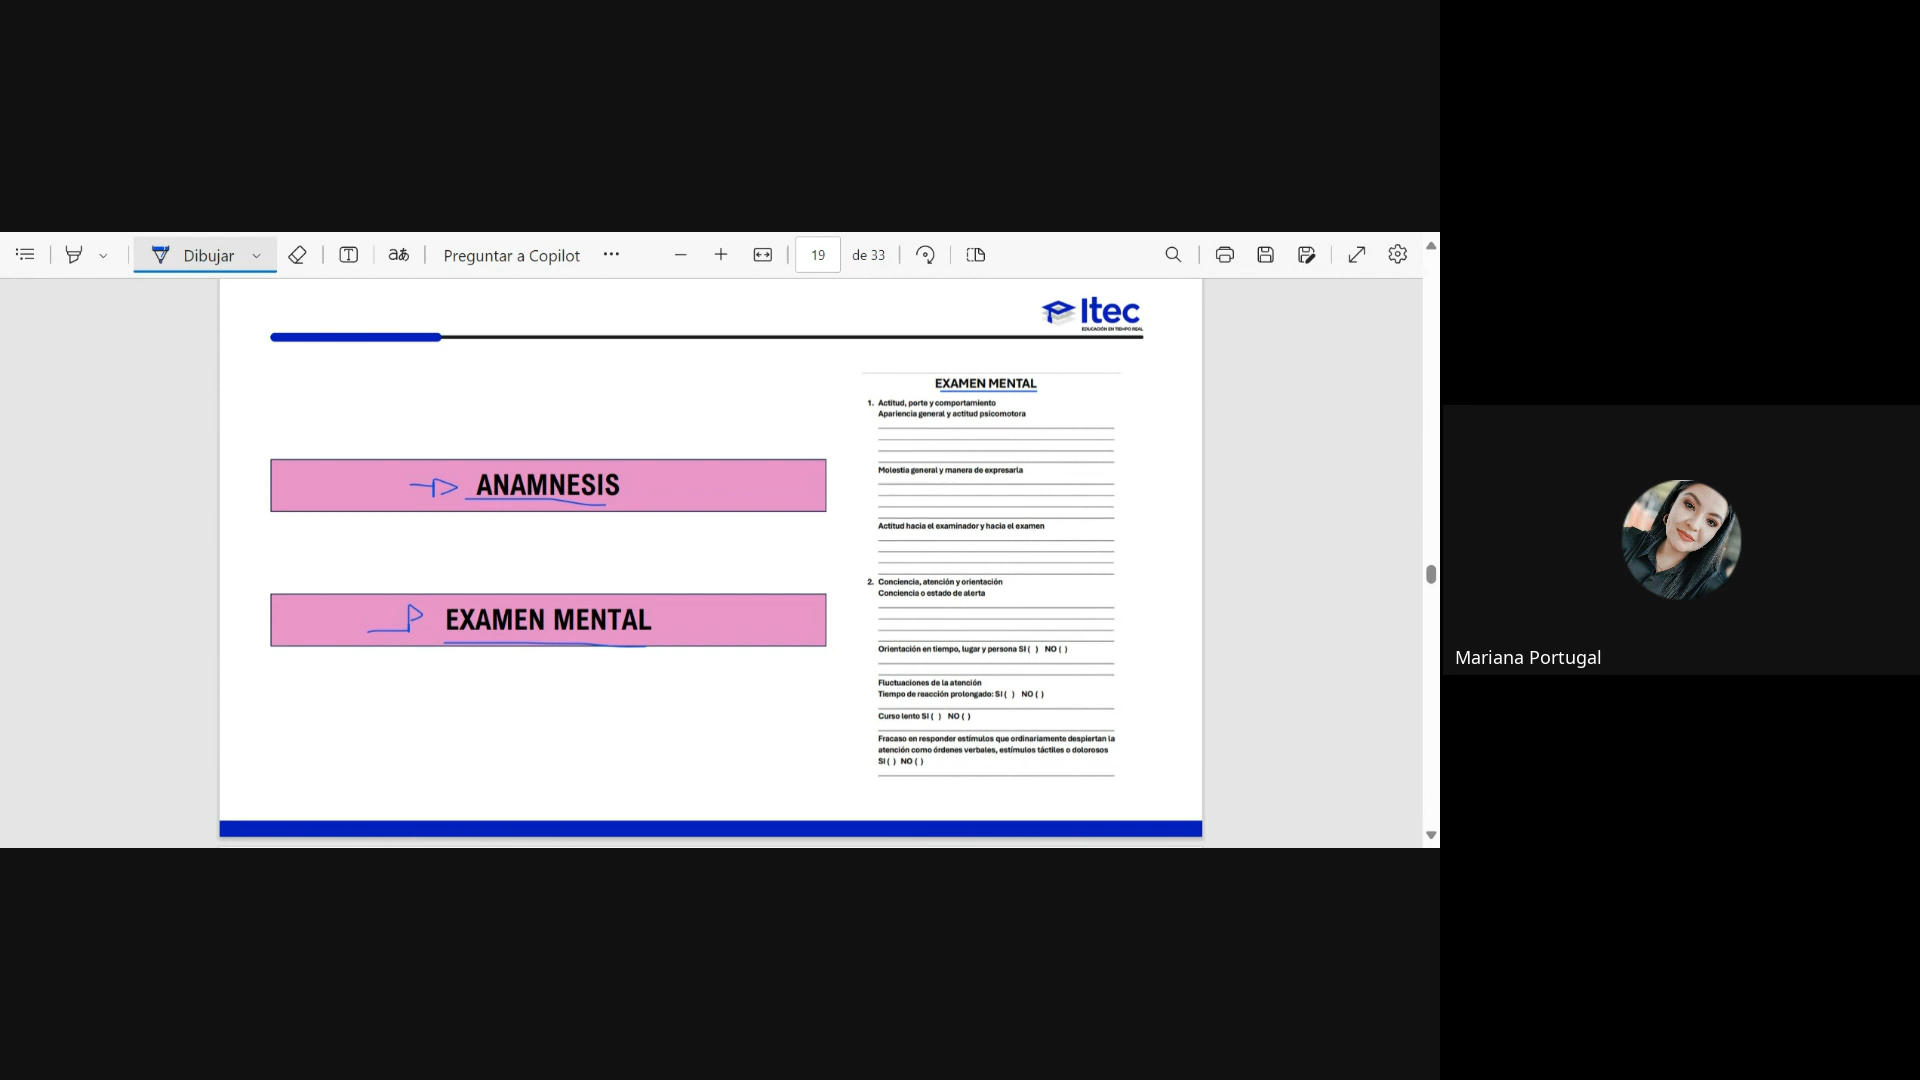 Dibujar
Preguntar a Copilot
19 de 33
Itec
EDUCACIÓN EN TIEMPO REAL
ANAMNESIS
EXAMEN MENTAL
EXAMEN MENTAL
1. Actitud, porte y comportamiento
Apariencia general y actitud psicomotora
Molestia general y manera de expresarla
Actitud hacia el examinador y hacia el examen
2. Conciencia, atención y orientación
Conciencia o estado de alerta
Orientación en tiempo, lugar y persona SI ( ) NO ( )
Fluctuaciones de la atención
Tiempo de reacción prolongado: SI ( ) NO ( )
Curso lento SI ( ) NO ( )
Fracaso en responder estímulos que ordinariamente despiertan la
atención como órdenes verbales, estímulos táctiles o dolorosos
SI ( ) NO ( )
Mariana Portugal